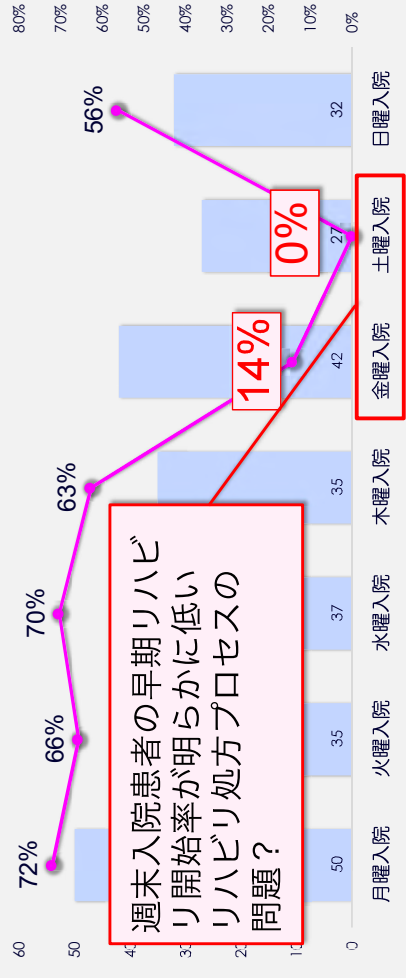 80%
70%
60%
50%
40%
30%
20%
10%
0%
72%
66%
70%
63%
14%
0%
56%
週末入院患者の早期リハビ
リ開始率が明らかに低い
リハビリ処方プロセスの
問題？
60
50
40
30
20
10
0
50
35
37
35
42
27
32
月曜入院
火曜入院
水曜入院
木曜入院
金曜入院
土曜入院
日曜入院